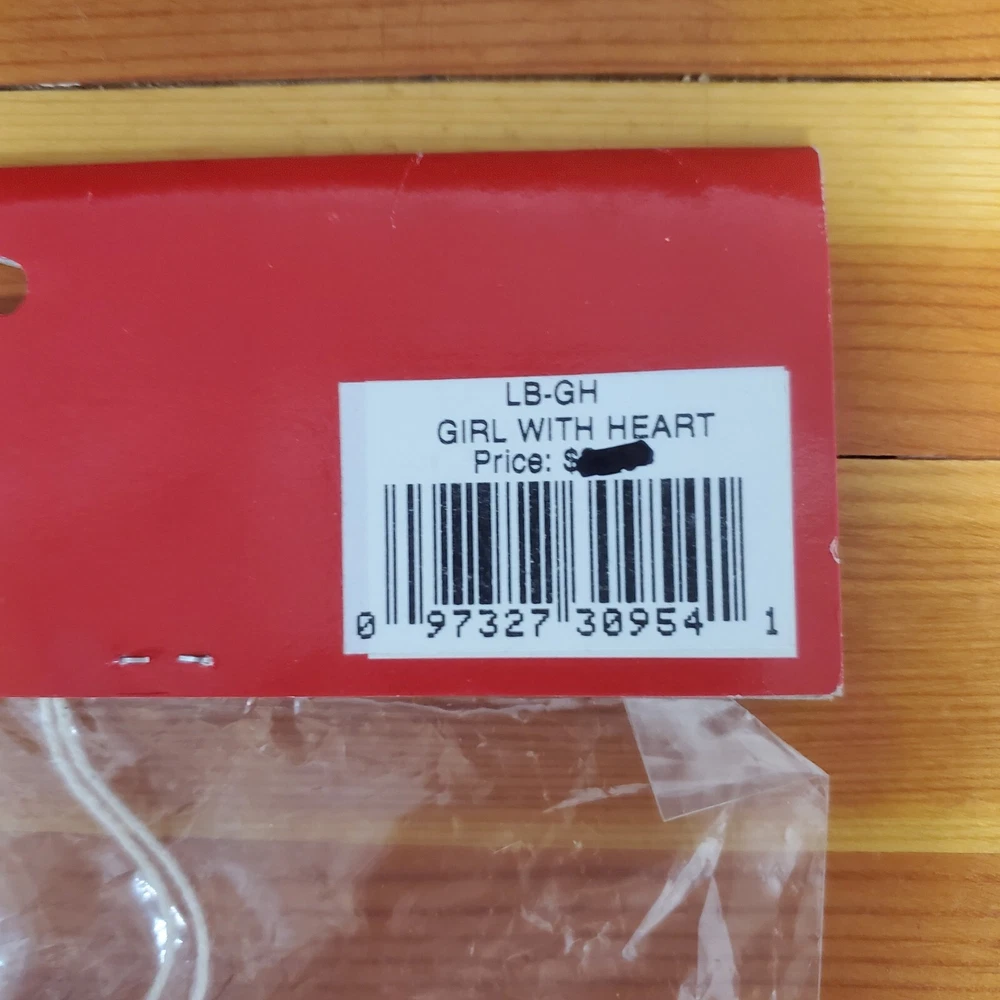 LB-GH
GIRL WITH HEART
Price: $
0 97327 30954 1